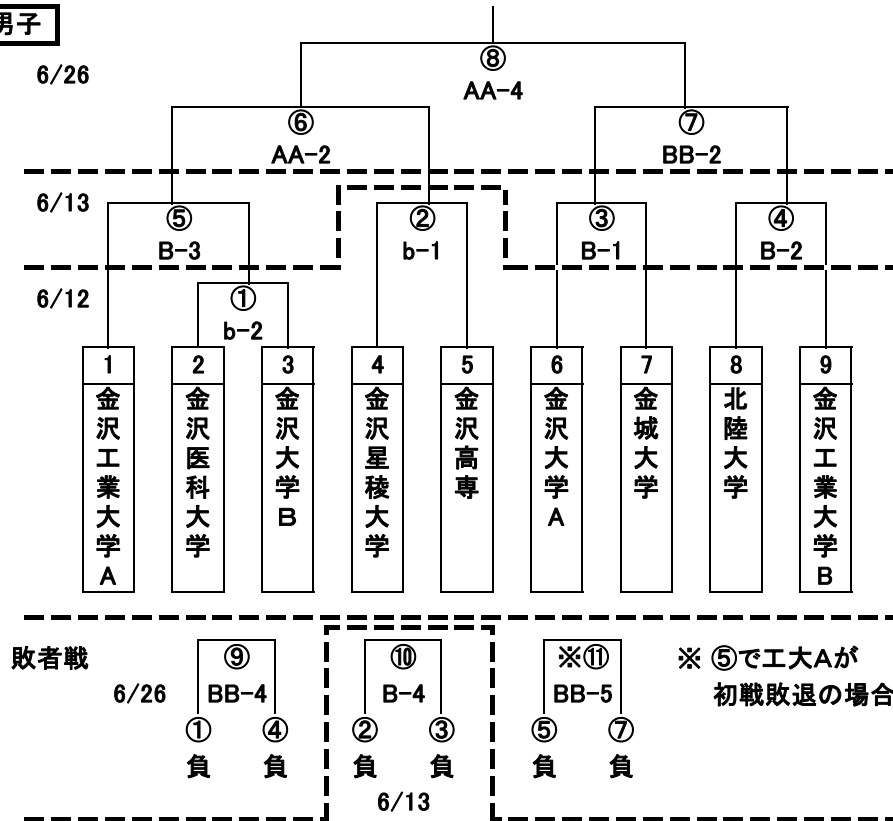 男子
⑧
6/26
AA-4
⑥
⑦
AA-2
BB-2
6/13
⑤
②
③
④
B-3
b-1
B-1
B-2
6/12
①
b-2
1 2 3 4 5 6 7 8 9
金沢工業大学A
金沢医科大学
金沢大学B
金沢星稜大学
金沢高専
金沢大学A
金城大学
北陸大学
金沢工業大学B
敗者戦
⑨
⑩
※⑪
※ ⑤で工大Aが
6/26
BB-4
B-4
BB-5
初戦敗退の場合
① ④ ② ③ ⑤ ⑦
負 負 負 負 負 負
6/13